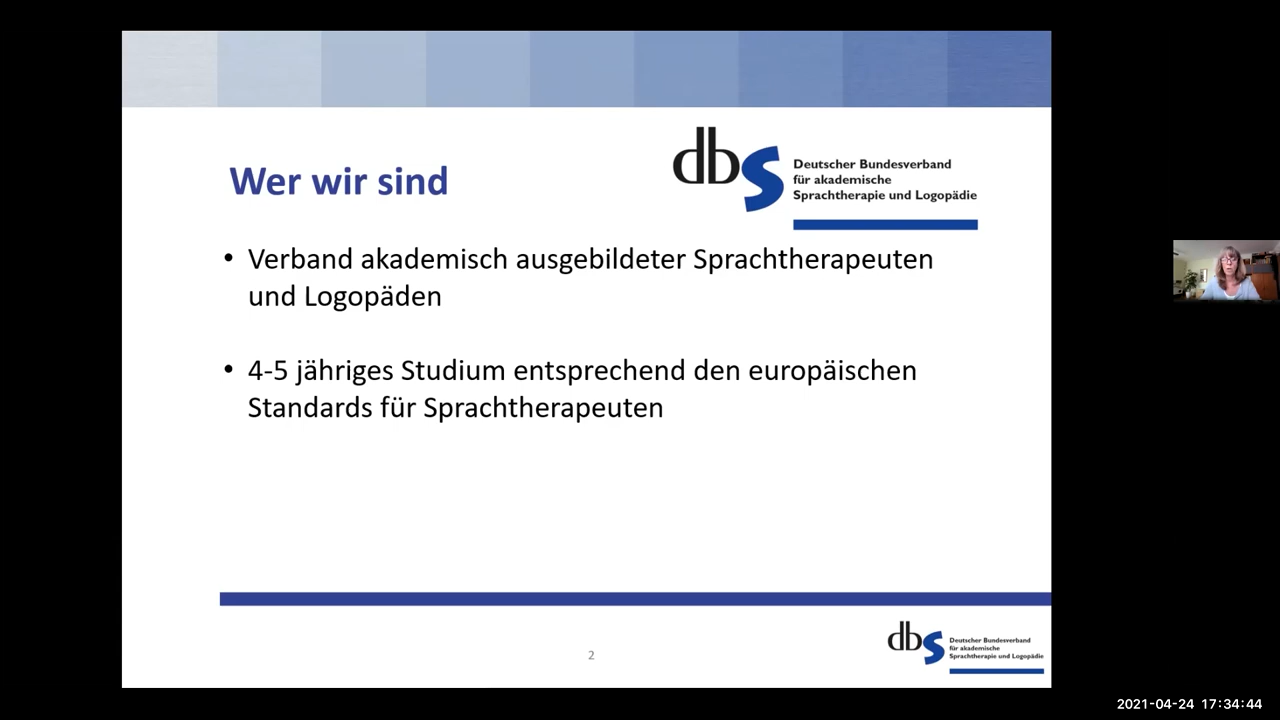 Wer wir sind
dbs
Deutscher Bundesverband
für akademische
Sprachtherapie und Logopädie
• Verband akademisch ausgebildeter Sprachtherapeuten
und Logopäden
• 4-5 jähriges Studium entsprechend den europäischen
Standards für Sprachtherapeuten
2
dbs
Deutscher Bundesverband
für akademische
Sprachtherapie und Logopädie
2021-04-24 17:34:44